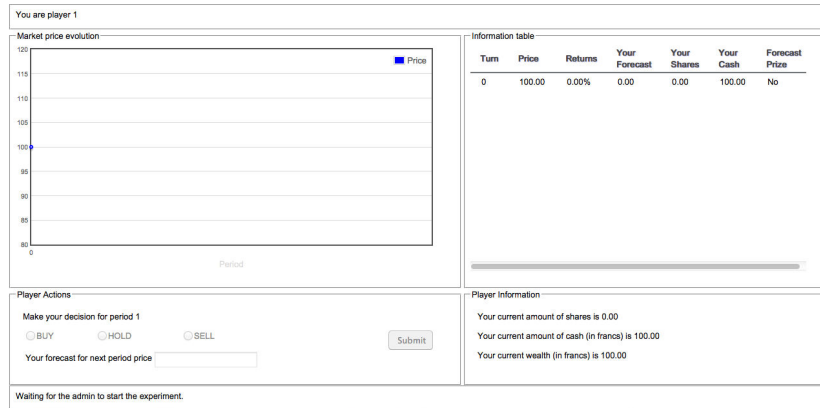 You are player 1
Market price evolution
120
115
110
105
100
95
90
85
80
0
Price
Period
Information table
Turn Price Returns Your Forecast Your Shares Your Cash Forecast Prize
0 100.00 0.00% 0.00 0.00 100.00 No
Player Actions
Make your decision for period 1
BUY HOLD SELL
Submit
Your forecast for next period price
Player Information
Your current amount of shares is 0.00
Your current amount of cash (in francs) is 100.00
Your current wealth (in francs) is 100.00
Waiting for the admin to start the experiment.